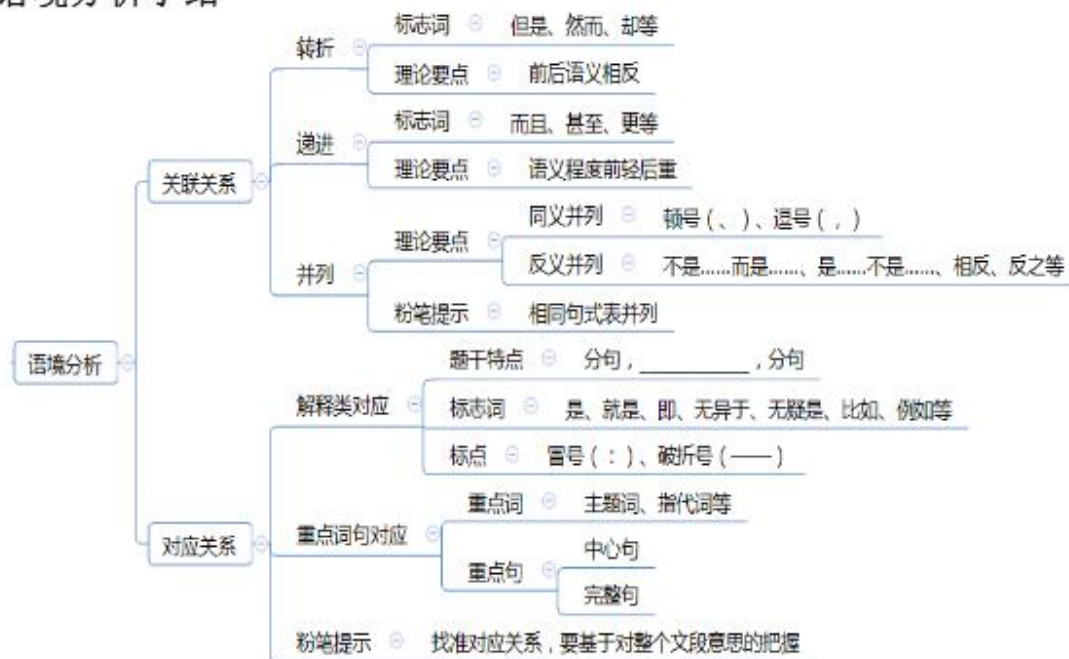 语境分析小结
语境分析
关联关系
转折
标志词 但是、然而、却等
理论要点 前后语义相反
递进
标志词 而且、甚至、更等
理论要点 语义程度前轻后重
并列
理论要点
同义并列 顿号(、)、逗号(,)
反义并列 不是……而是……、是……不是……、相反、反之等
粉笔提示 相同句式表并列
对应关系
解释类对应
题干特点 分句,__________,分句
标志词 是、就是、即、无异于、无疑是、比如、例如等
标点 冒号(:)、破折号(——)
重点词句对应
重点词 主题词、指代词等
重点句
中心句
完整句
粉笔提示 找准对应关系,要基于对整个文段意思的把握